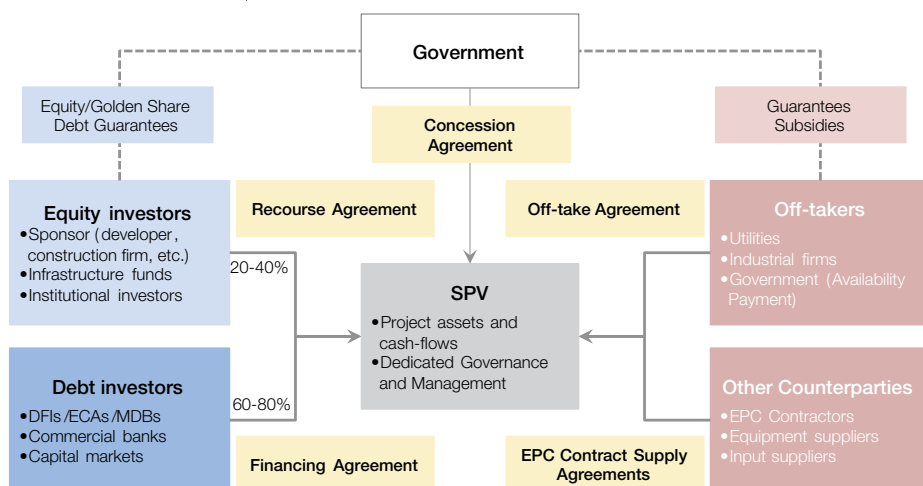 Government
Equity/Golden Share
Debt Guarantees
Concession
Agreement
Guarantees
Subsidies
Equity investors
•Sponsor (developer,
construction firm, etc.)
•Infrastructure funds
•Institutional investors
Recourse Agreement
Off-take Agreement
Off-takers
•Utilities
•Industrial firms
•Government (Availability
Payment)
20-40%
SPV
•Project assets and
cash-flows
•Dedicated Governance
and Management
Debt investors
•DFIs/ECAs/MDBs
•Commercial banks
•Capital markets
60-80%
Other Counterparties
•EPC Contractors
•Equipment suppliers
•Input suppliers
Financing Agreement
EPC Contract Supply
Agreements